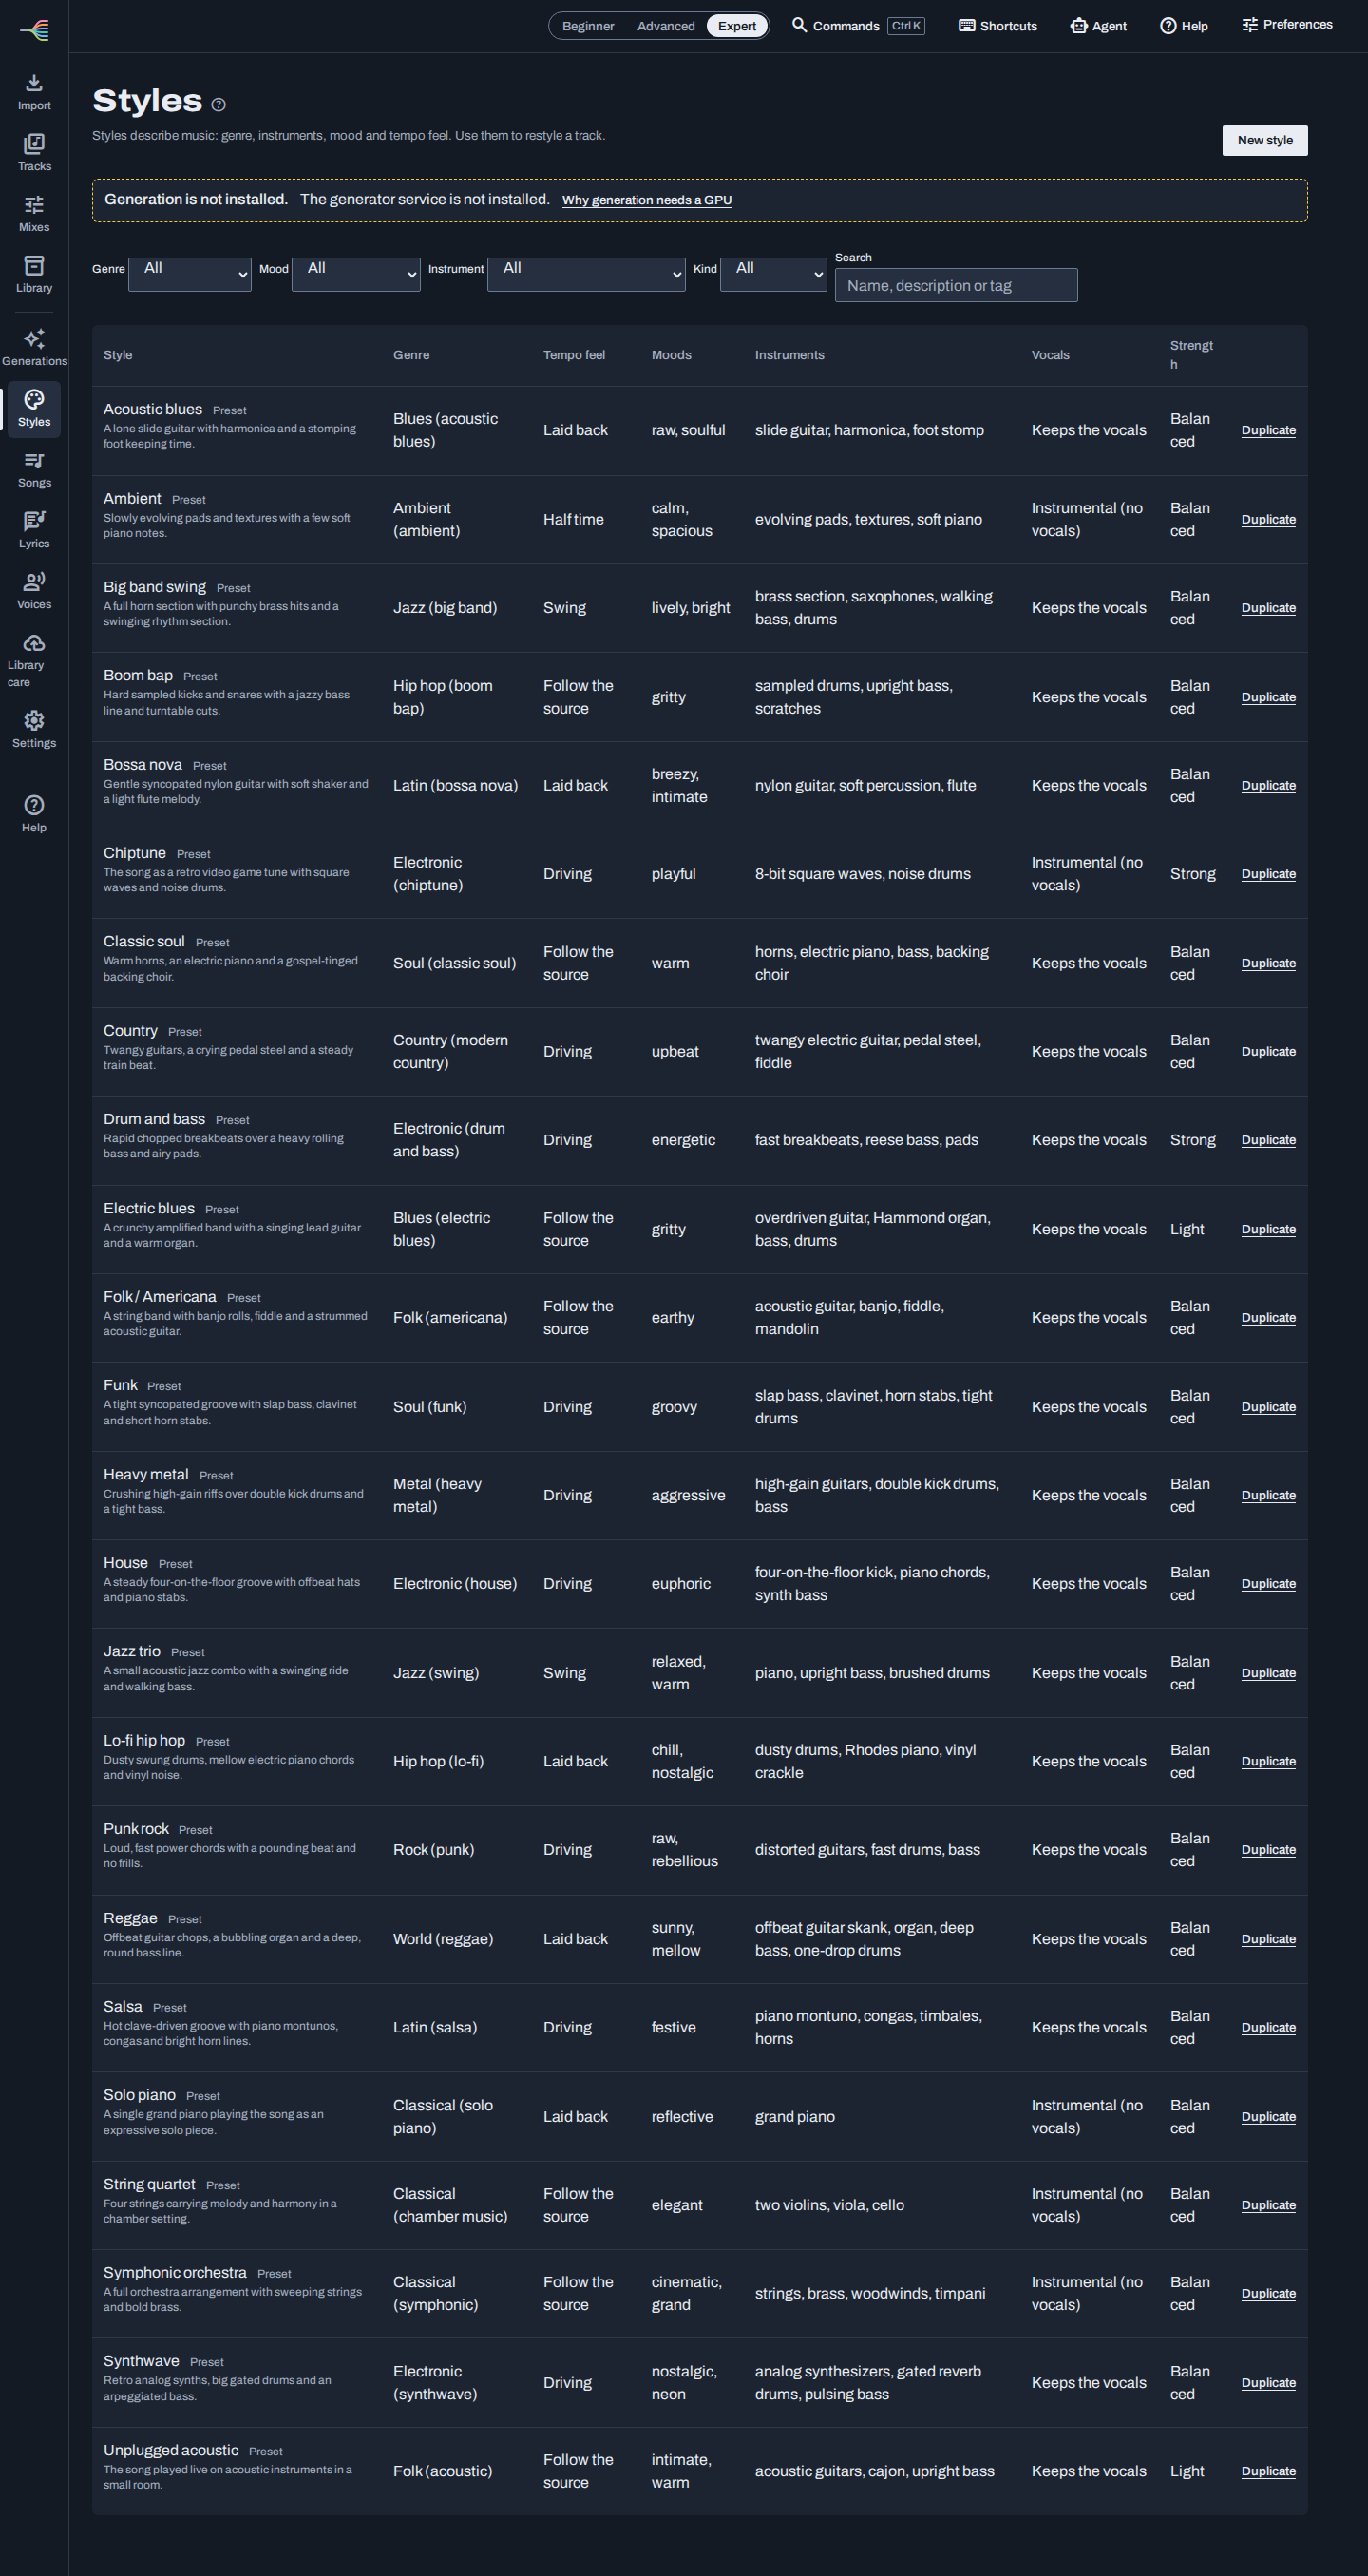 Beginner Advanced Expert Commands Ctrl K Shortcuts Agent Help Preferences
Import
Tracks
Mixes
Library
Generations
Styles
Songs
Lyrics
Voices
Library
care
Settings
Help
Styles
Styles describe music: genre, instruments, mood and tempo feel. Use them to restyle a track.
New style
Generation is not installed. The generator service is not installed. Why generation needs a GPU
Genre All Mood All Instrument All Kind All
Search
Name, description or tag
Style Genre Tempo feel Moods Instruments Vocals
Strengt
h
Acoustic blues Preset
A lone slide guitar with harmonica and a stomping
foot keeping time.
Blues (acoustic
blues)
Laid back
raw, soulful
slide guitar, harmonica, foot stomp
Keeps the vocals
Balan
ced
Duplicate
Ambient Preset
Slowly evolving pads and textures with a few soft
piano notes.
Ambient
(ambient)
Half time
calm,
spacious
evolving pads, textures, soft piano
Instrumental (no
vocals)
Balan
ced
Duplicate
Big band swing Preset
A full horn section with punchy brass hits and a
swinging rhythm section.
Jazz (big band)
Swing
lively, bright
brass section, saxophones, walking
bass, drums
Keeps the vocals
Balan
ced
Duplicate
Boom bap Preset
Hard sampled kicks and snares with a jazzy bass
line and turntable cuts.
Hip hop (boom
bap)
Follow the
source
gritty
sampled drums, upright bass,
scratches
Keeps the vocals
Balan
ced
Duplicate
Bossa nova Preset
Gentle syncopated nylon guitar with soft shaker and
a light flute melody.
Latin (bossa nova)
Laid back
breezy,
intimate
nylon guitar, soft percussion, flute
Keeps the vocals
Balan
ced
Duplicate
Chiptune Preset
The song as a retro video game tune with square
waves and noise drums.
Electronic
(chiptune)
Driving
playful
8-bit square waves, noise drums
Instrumental (no
vocals)
Strong
Duplicate
Classic soul Preset
Warm horns, an electric piano and a gospel-tinged
backing choir.
Soul (classic soul)
Follow the
source
warm
horns, electric piano, bass, backing
choir
Keeps the vocals
Balan
ced
Duplicate
Country Preset
Twangy guitars, a crying pedal steel and a steady
train beat.
Country (modern
country)
Driving
upbeat
twangy electric guitar, pedal steel,
fiddle
Keeps the vocals
Balan
ced
Duplicate
Drum and bass Preset
Rapid chopped breakbeats over a heavy rolling
bass and airy pads.
Electronic (drum
and bass)
Driving
energetic
fast breakbeats, reese bass, pads
Keeps the vocals
Strong
Duplicate
Electric blues Preset
A crunchy amplified band with a singing lead guitar
and a warm organ.
Blues (electric
blues)
Follow the
source
gritty
overdriven guitar, Hammond organ,
bass, drums
Keeps the vocals
Light
Duplicate
Folk / Americana Preset
A string band with banjo rolls, fiddle and a strummed
acoustic guitar.
Folk (americana)
Follow the
source
earthy
acoustic guitar, banjo, fiddle,
mandolin
Keeps the vocals
Balan
ced
Duplicate
Funk Preset
A tight syncopated groove with slap bass, clavinet
and short horn stabs.
Soul (funk)
Driving
groovy
slap bass, clavinet, horn stabs, tight
drums
Keeps the vocals
Balan
ced
Duplicate
Heavy metal Preset
Crushing high-gain riffs over double kick drums and
a tight bass.
Metal (heavy
metal)
Driving
aggressive
high-gain guitars, double kick drums,
bass
Keeps the vocals
Balan
ced
Duplicate
House Preset
A steady four-on-the-floor groove with offbeat hats
and piano stabs.
Electronic (house)
Driving
euphoric
four-on-the-floor kick, piano chords,
synth bass
Keeps the vocals
Balan
ced
Duplicate
Jazz trio Preset
A small acoustic jazz combo with a swinging ride
and walking bass.
Jazz (swing)
Swing
relaxed,
warm
piano, upright bass, brushed drums
Keeps the vocals
Balan
ced
Duplicate
Lo-fi hip hop Preset
Dusty swung drums, mellow electric piano chords
and vinyl noise.
Hip hop (lo-fi)
Laid back
chill,
nostalgic
dusty drums, Rhodes piano, vinyl
crackle
Keeps the vocals
Balan
ced
Duplicate
Punk rock Preset
Loud, fast power chords with a pounding beat and
no frills.
Rock (punk)
Driving
raw,
rebellious
distorted guitars, fast drums, bass
Keeps the vocals
Balan
ced
Duplicate
Reggae Preset
Offbeat guitar chops, a bubbling organ and a deep,
round bass line.
World (reggae)
Laid back
sunny,
mellow
offbeat guitar skank, organ, deep
bass, one-drop drums
Keeps the vocals
Balan
ced
Duplicate
Salsa Preset
Hot clave-driven groove with piano montunos,
congas and bright horn lines.
Latin (salsa)
Driving
festive
piano montuno, congas, timbales,
horns
Keeps the vocals
Balan
ced
Duplicate
Solo piano Preset
A single grand piano playing the song as an
expressive solo piece.
Classical (solo
piano)
Laid back
reflective
grand piano
Instrumental (no
vocals)
Balan
ced
Duplicate
String quartet Preset
Four strings carrying melody and harmony in a
chamber setting.
Classical
(chamber music)
Follow the
source
elegant
two violins, viola, cello
Instrumental (no
vocals)
Balan
ced
Duplicate
Symphonic orchestra Preset
A full orchestra arrangement with sweeping strings
and bold brass.
Classical
(symphonic)
Follow the
source
cinematic,
grand
strings, brass, woodwinds, timpani
Instrumental (no
vocals)
Balan
ced
Duplicate
Synthwave Preset
Retro analog synths, big gated drums and an
arpeggiated bass.
Electronic
(synthwave)
Driving
nostalgic,
neon
analog synthesizers, gated reverb
drums, pulsing bass
Keeps the vocals
Balan
ced
Duplicate
Unplugged acoustic Preset
The song played live on acoustic instruments in a
small room.
Folk (acoustic)
Follow the
source
intimate,
warm
acoustic guitars, cajon, upright bass
Keeps the vocals
Light
Duplicate